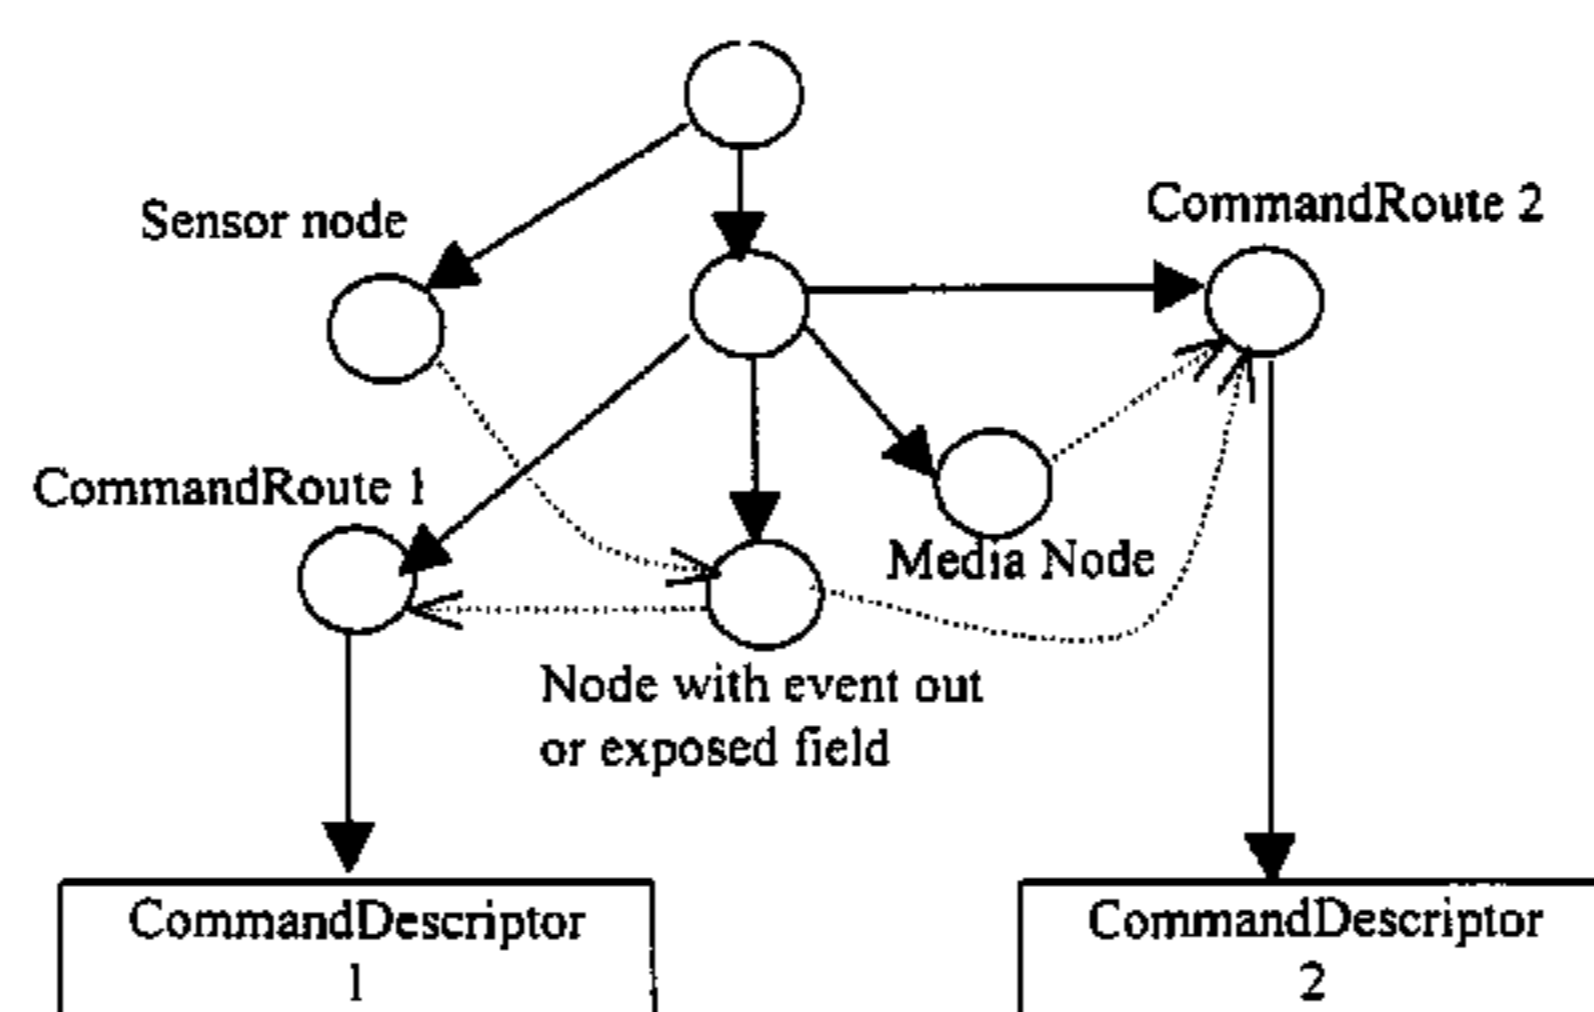 CommandRoute 2
Sensor node
CommandRoute 1
Media Node
Node with event out
or exposed field
CommandDescriptor
1
CommandDescriptor
2